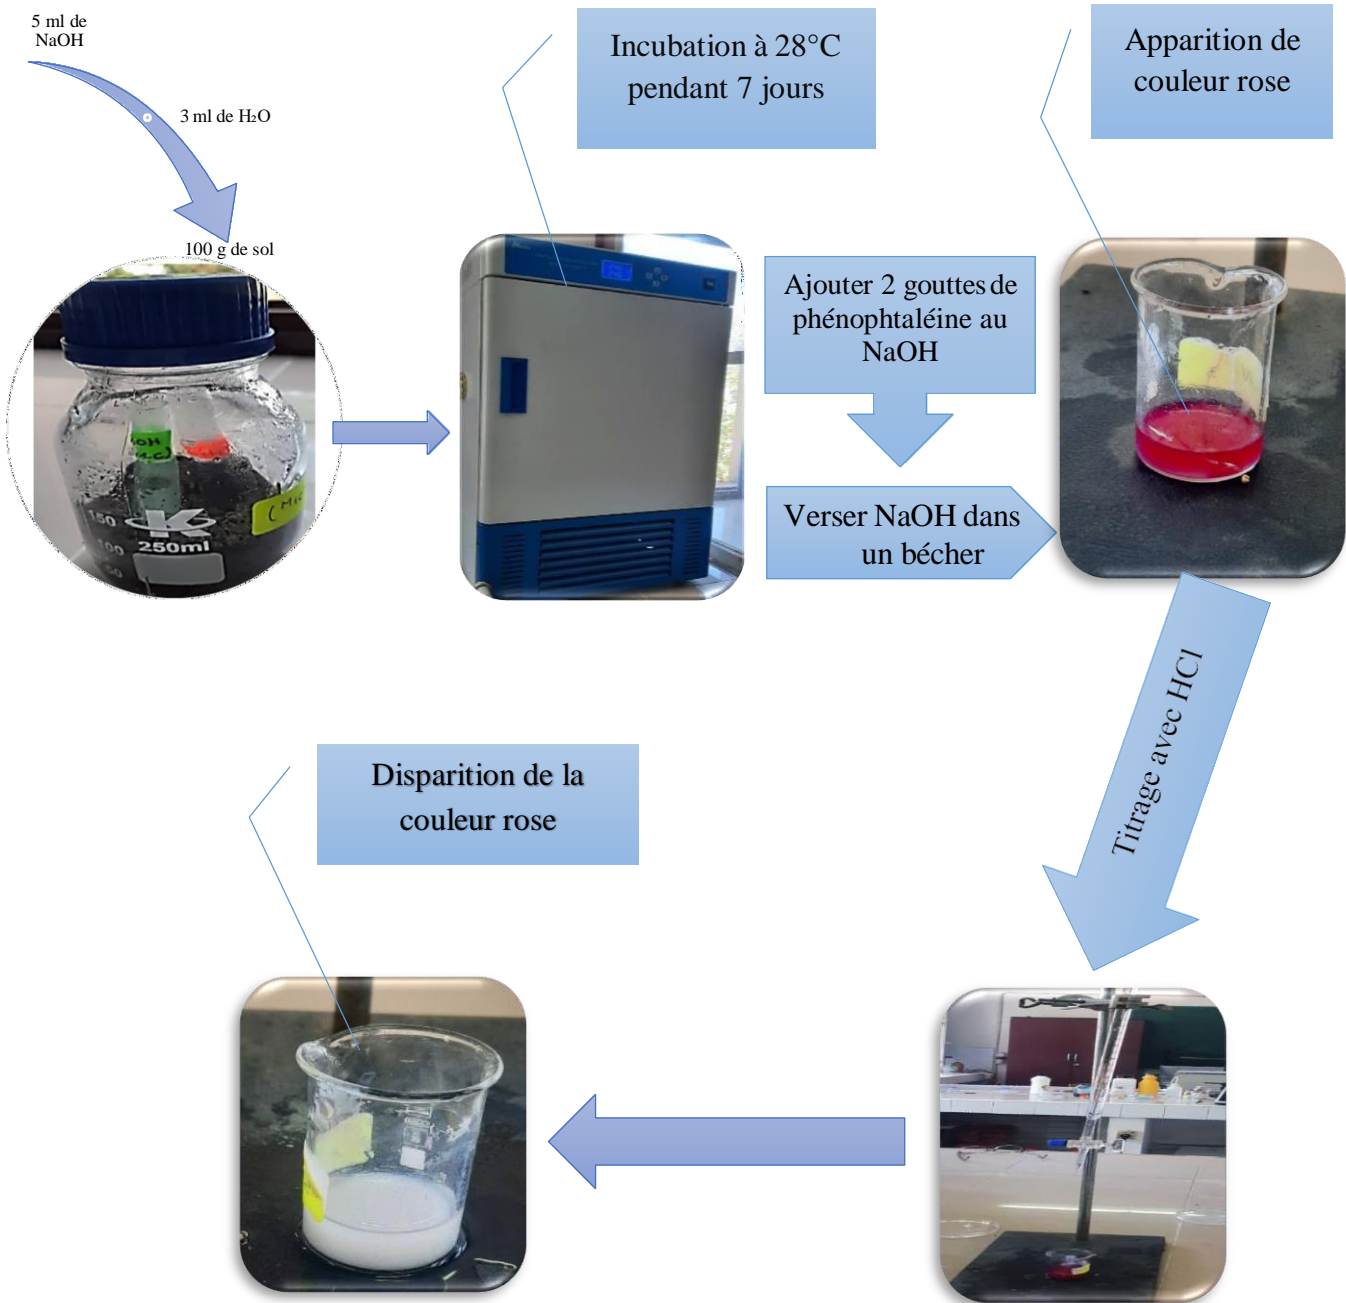 5 ml de
NaOH
3 ml de H₂O
100 g de sol
Incubation à 28°C
pendant 7 jours
Apparition de
couleur rose
Ajouter 2 gouttes de
phénophtaléine au
NaOH
Verser NaOH dans
un bécher
Titrage avec HCl
Disparition de la
couleur rose
150
100
50
K
250ml